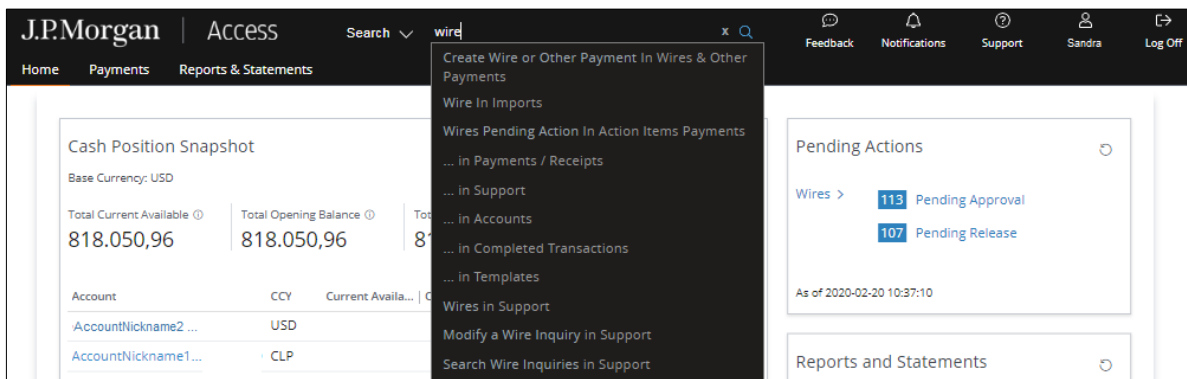 J.P.Morgan | Access
Search
wire
x
Feedback
Notifications
Support
Sandra
Log Off
Home
Payments
Reports & Statements
Create Wire or Other Payment In Wires & Other
Payments
Wire In Imports
Wires Pending Action In Action Items Payments
... in Payments / Receipts
... in Support
... in Accounts
... in Completed Transactions
... in Templates
Wires in Support
Modify a Wire Inquiry in Support
Search Wire Inquiries in Support
Cash Position Snapshot
Base Currency: USD
Total Current Available
818.050,96
Total Opening Balance
818.050,96
Account
CCY
Current Availa... |
AccountNickname2 ...
USD
AccountNickname1...
CLP
Pending Actions
Wires >
113 Pending Approval
107 Pending Release
As of 2020-02-20 10:37:10
Reports and Statements